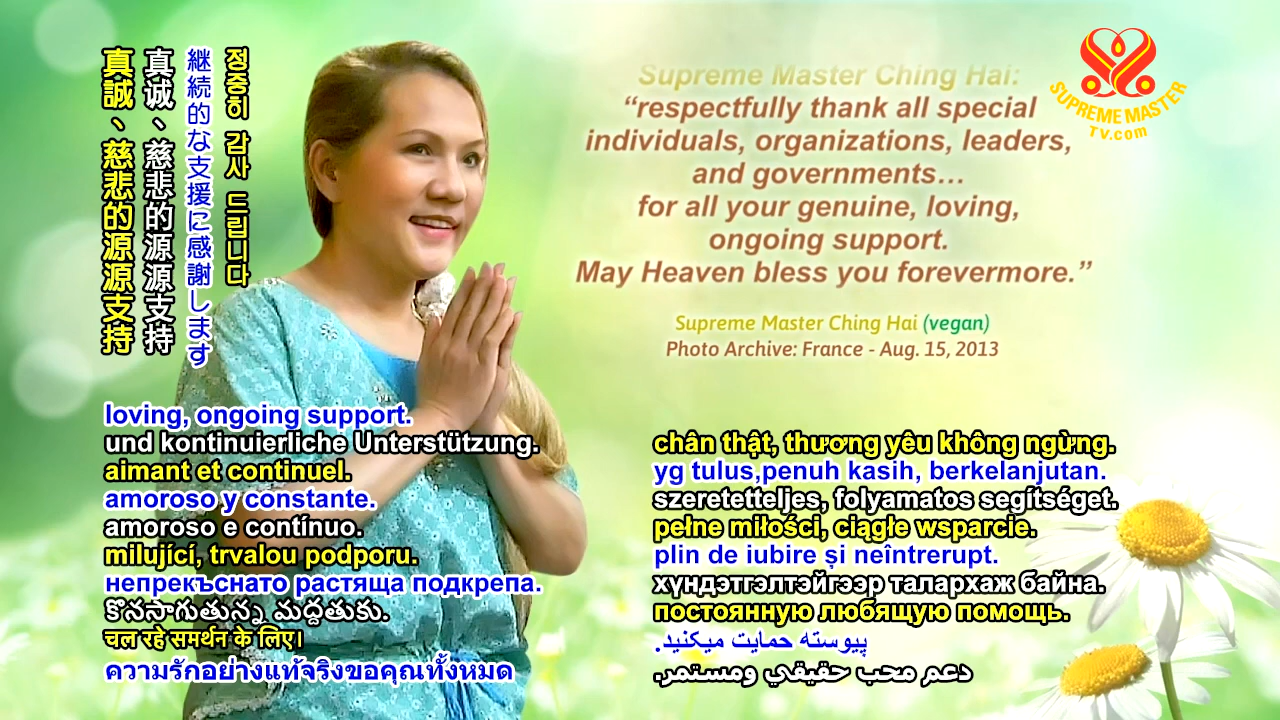 真誠、慈悲的源源支持
真诚、慈悲的源源支持
継続的な支援に感謝します
정중히 감사 드립니다
Supreme Master Ching Hai:
“respectfully thank all special
individuals, organizations, leaders,
and governments…
for all your genuine, loving,
ongoing support.
May Heaven bless you forevermore.”
Supreme Master Ching Hai (vegan)
Photo Archive: France - Aug. 15, 2013
SUPREME MASTER
TV.com
loving, ongoing support.
und kontinuierliche Unterstützung.
aimant et continuel.
amoroso y constante.
amoroso e contínuo.
milující, trvalou podporu.
непрекъснато растяща подкрепа.
కొనసాగుతున్న మద్దతుకు.
चल रहे समर्थन के लिए।
ความรักอย่างแท้จริงขอคุณทั้งหมด
chân thật, thương yêu không ngừng.
yg tulus,penuh kasih, berkelanjutan.
szeretetteljes, folyamatos segítséget.
pełne miłości, ciągłe wsparcie.
plin de iubire și neîntrerupt.
хүндэтгэлтэйгээр талархаж байна.
постоянную любящую помощь.
پیوسته حمایت میکنید.
دعم محب حقيقي ومستمر.